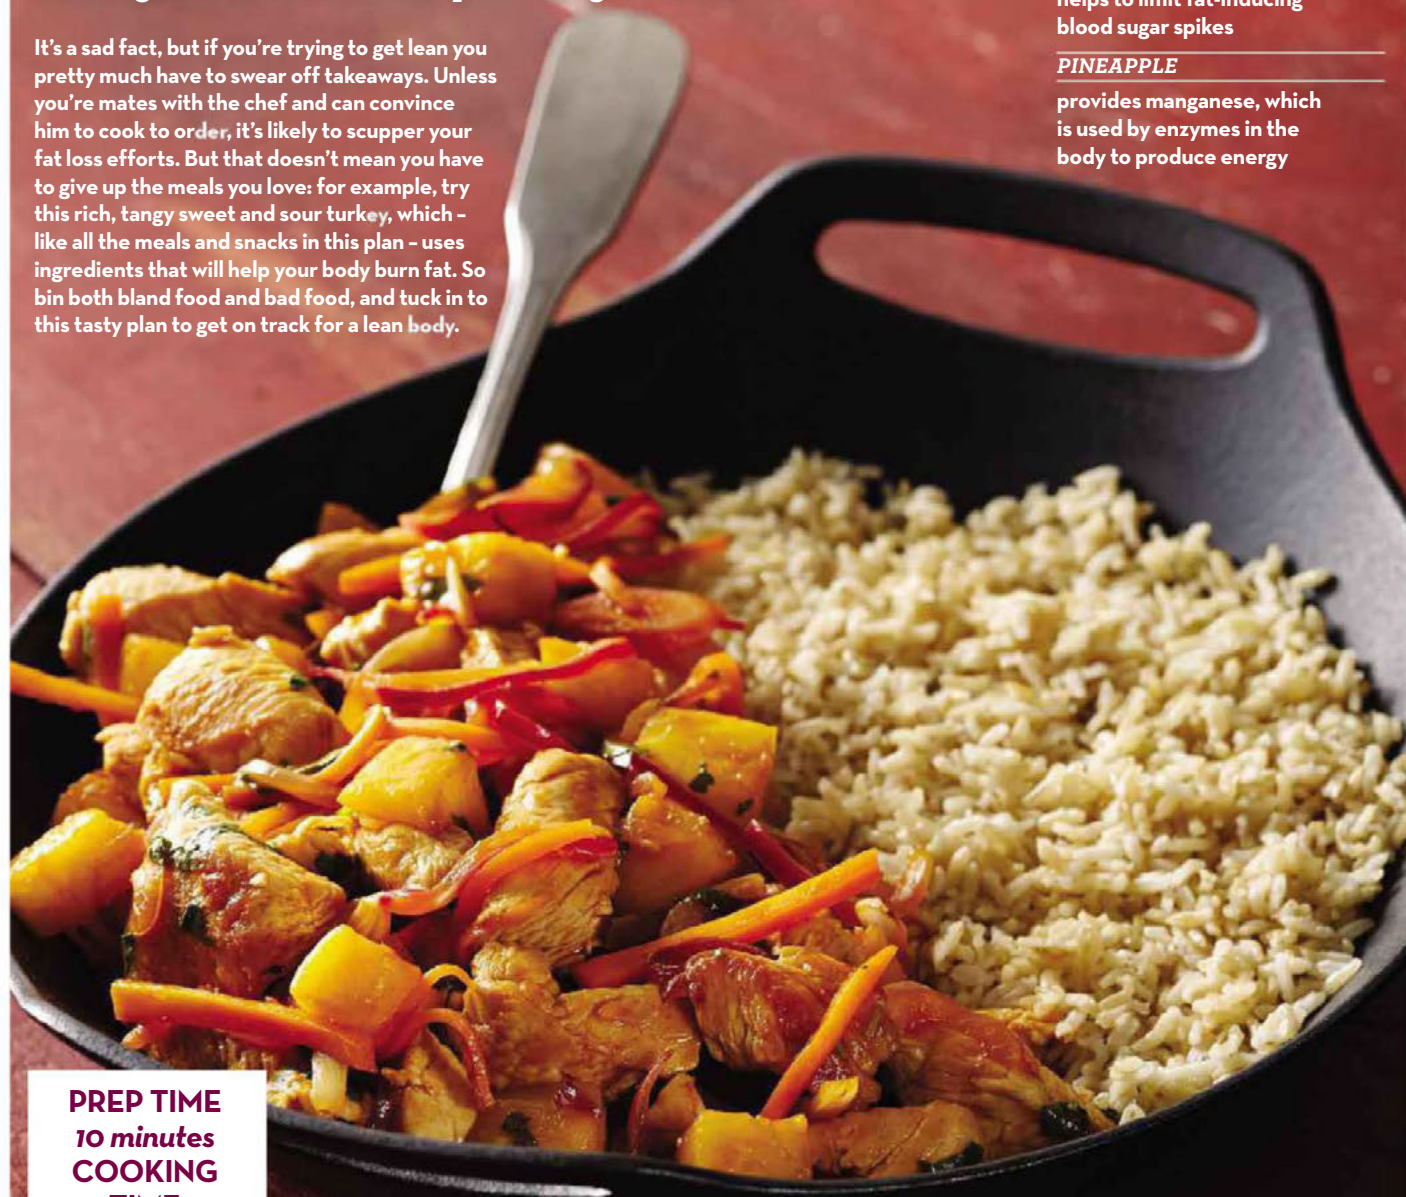 It's a sad fact, but if you're trying to get lean you
pretty much have to swear off takeaways. Unless
you're mates with the chef and can convince
him to cook to order, it's likely to scupper your
fat loss efforts. But that doesn't mean you have
to give up the meals you love: for example, try
this rich, tangy sweet and sour turkey, which –
like all the meals and snacks in this plan – uses
ingredients that will help your body burn fat. So
bin both bland food and bad food, and tuck in to
this tasty plan to get on track for a lean body.
helps to limit fat-inducing
blood sugar spikes
PINEAPPLE
provides manganese, which
is used by enzymes in the
body to produce energy
PREP TIME
10 minutes
COOKING
TIME